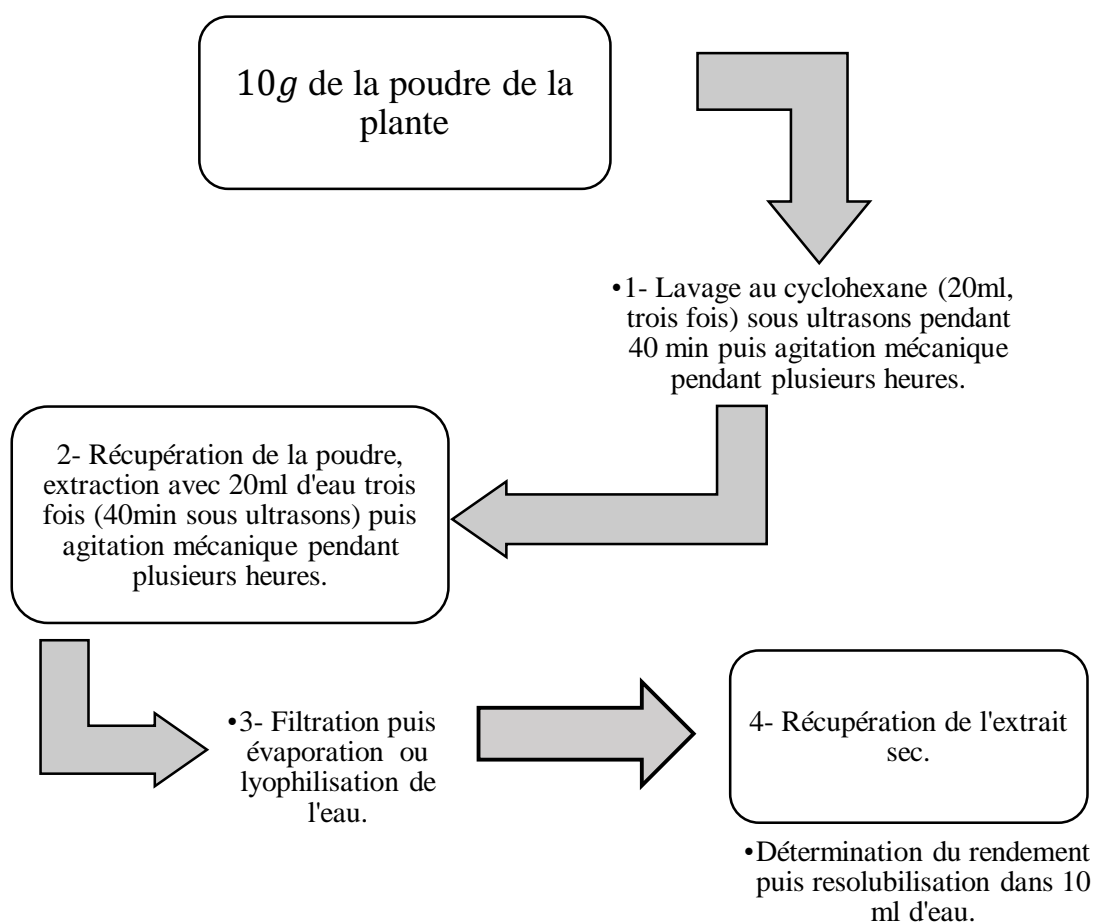 10g de la poudre de la
plante
•1- Lavage au cyclohexane (20ml,
trois fois) sous ultrasons pendant
40 min puis agitation mécanique
pendant plusieurs heures.
2- Récupération de la poudre,
extraction avec 20ml d'eau trois
fois (40min sous ultrasons) puis
agitation mécanique pendant
plusieurs heures.
•3- Filtration puis
évaporation ou
lyophilisation de
l'eau.
4- Récupération de l'extrait
sec.
•Détermination du rendement
puis resolubilisation dans 10
ml d'eau.